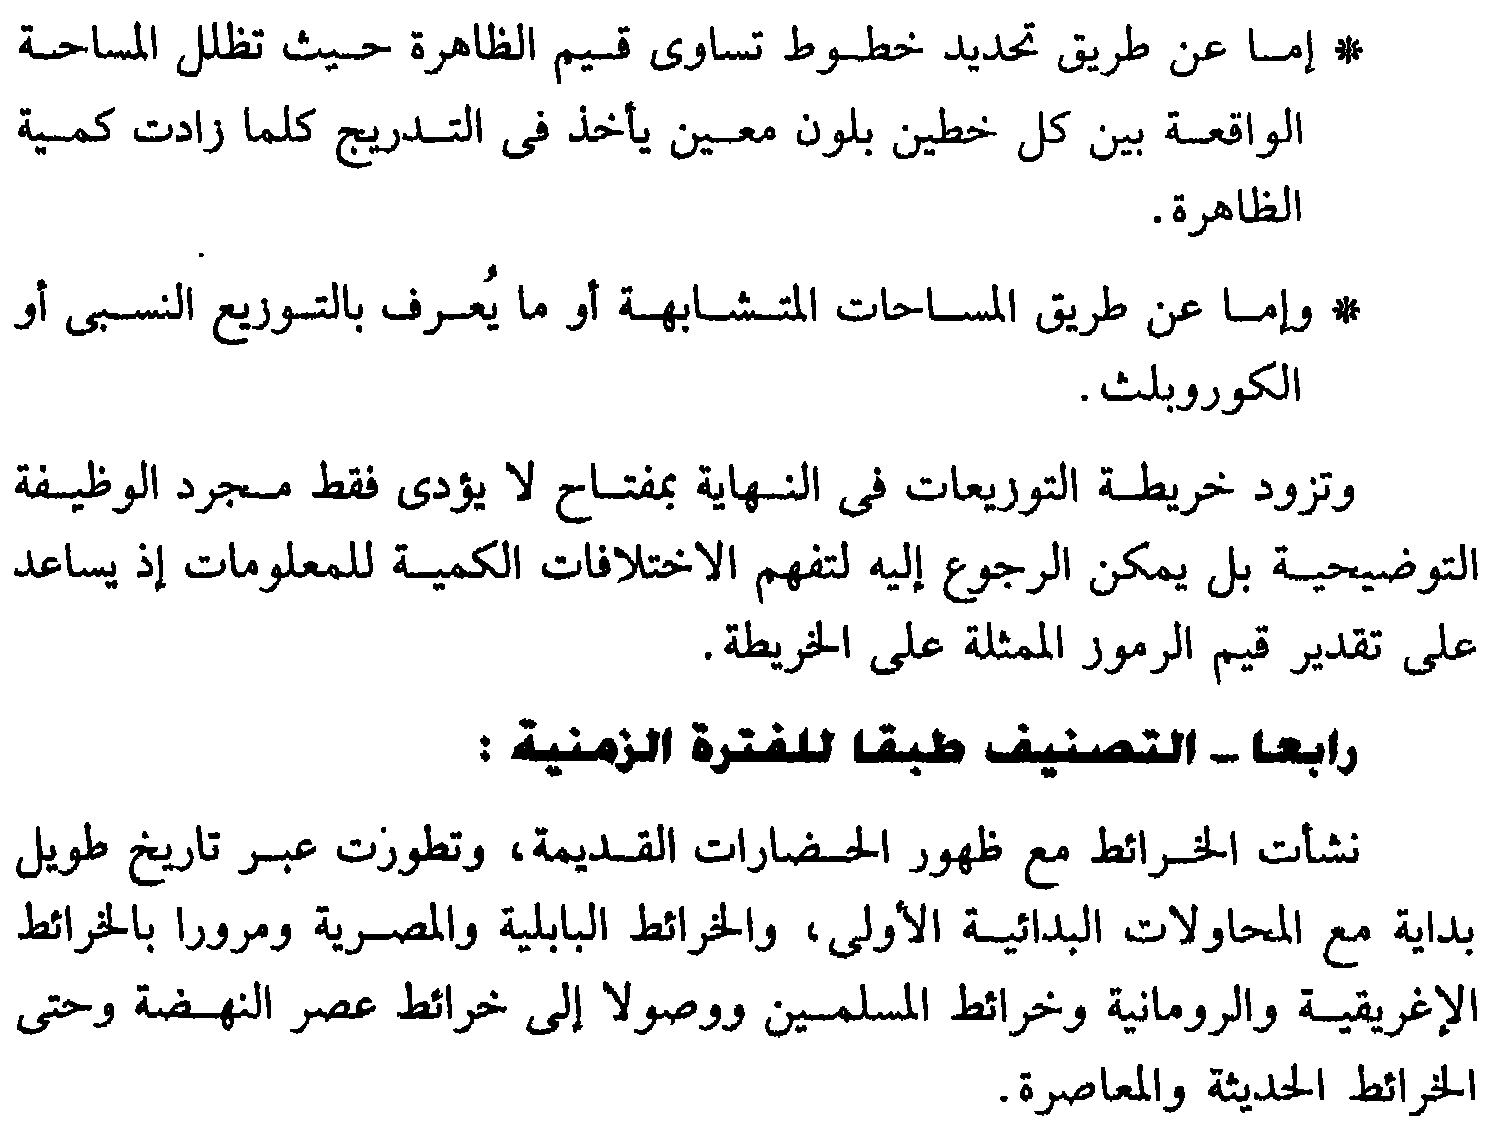 * إما عن طريق تحديد خطوط تساوى قيم الظاهرة حيث تظلل المساحة
الواقعة بين كل خطين بلون معين يأخذ فى التدريج كلما زادت كمية
الظاهرة.
* وإما عن طريق المساحات المتشابهة أو ما يُعرف بالتوزيع النسبى أو
الكوروبلث.
وتزود خريطة التوزيعات فى النهاية بمفتاح لا يؤدى فقط مجرد الوظيفة
التوضيحية بل يمكن الرجوع إليه لتفهم الاختلافات الكمية للمعلومات إذ يساعد
على تقدير قيم الرموز الممثلة على الخريطة.
رابعا – التصنيف طبقا للفترة الزمنية :
نشأت الخرائط مع ظهور الحضارات القديمة، وتطورت عبر تاريخ طويل
بداية مع المحاولات البدائية الأولى، والخرائط البابلية والمصرية ومرورا بالخرائط
الإغريقية والرومانية وخرائط المسلمين ووصولا إلى خرائط عصر النهضة وحتى
الخرائط الحديثة والمعاصرة.